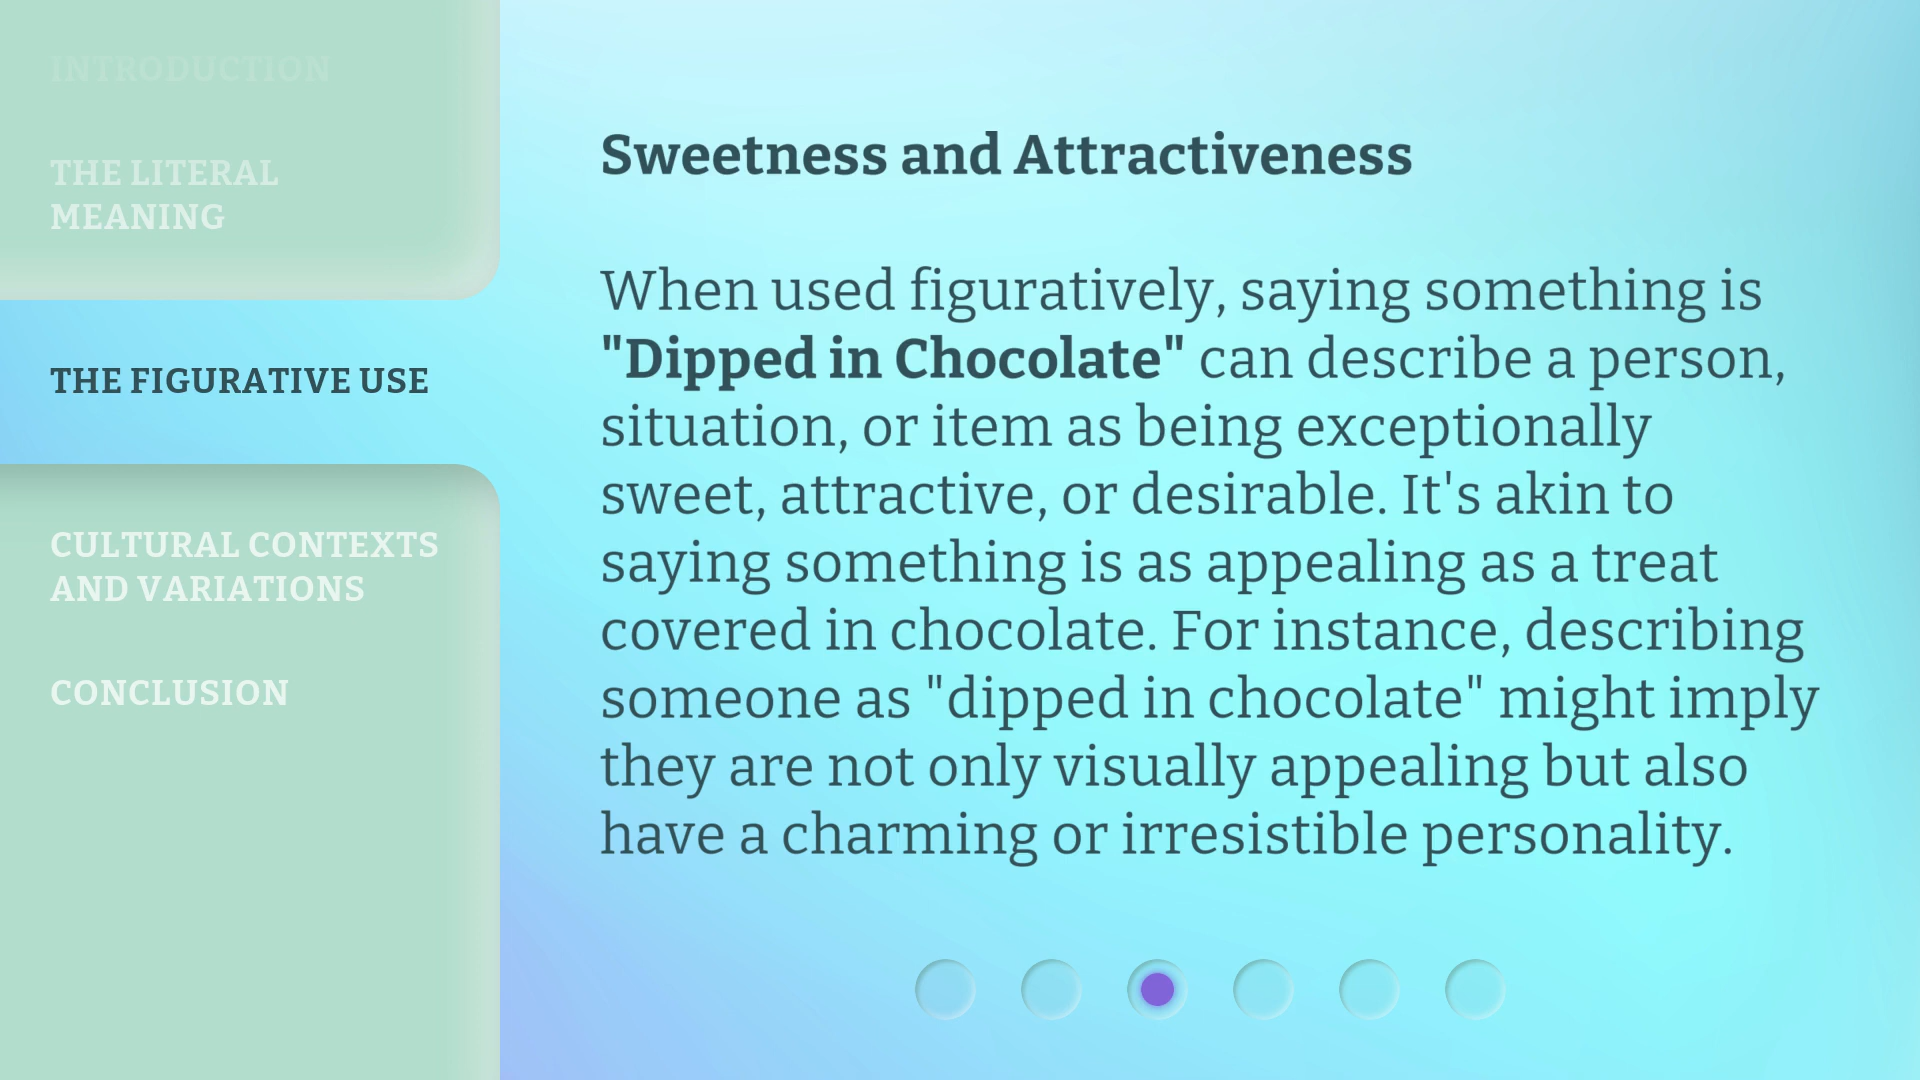 INTRODUCTION
THE LITERAL
MEANING
THE FIGURATIVE USE
CULTURAL CONTEXTS
AND VARIATIONS
CONCLUSION
Sweetness and Attractiveness
When used figuratively, saying something is
"Dipped in Chocolate" can describe a person,
situation, or item as being exceptionally
sweet, attractive, or desirable. It's akin to
saying something is as appealing as a treat
covered in chocolate. For instance, describing
someone as "dipped in chocolate" might imply
they are not only visually appealing but also
have a charming or irresistible personality.